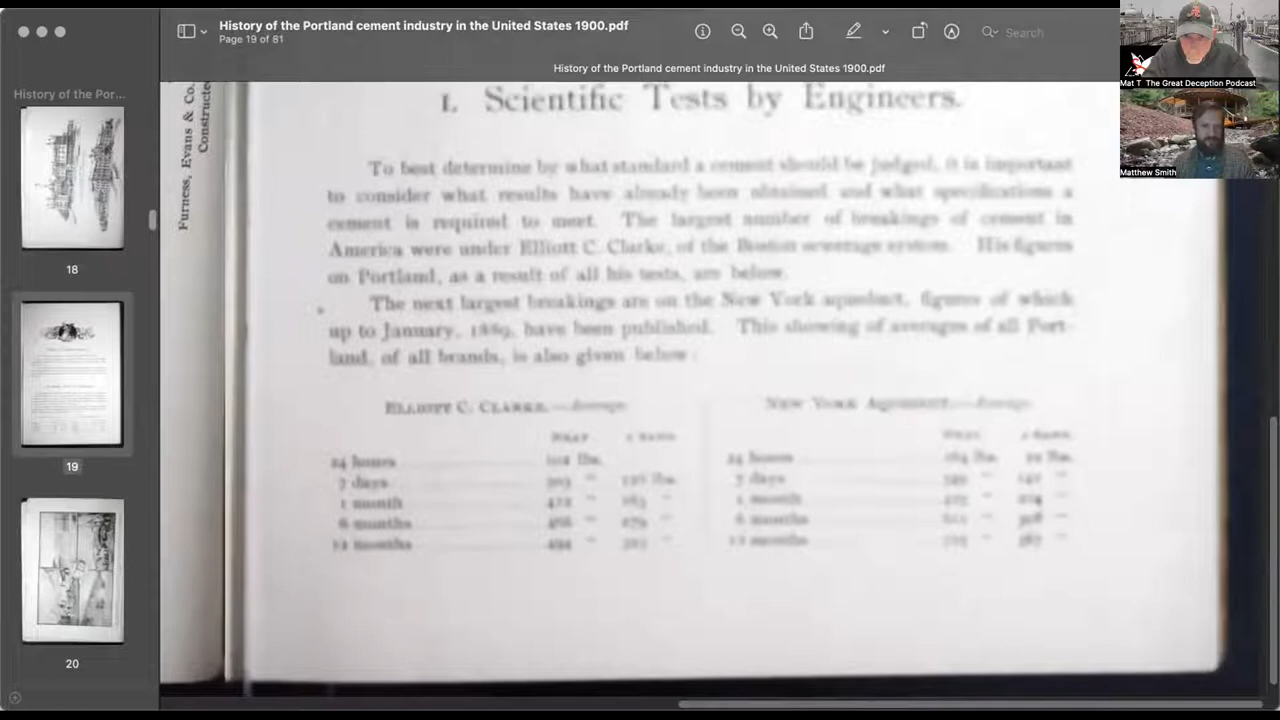 History of the Portland cement industry in the United States 1900.pdf
Page 19 of 81
Search
History of the Portland cement industry in the United States 1900.pdf
Mat T The Great Deception Podcast
Matthew Smith
History of the Por...
18
19
20
Furness, Evans & Co.
Constructe
I. Scientific Tests by Engineers.
To best determine by what standard a cement should be judged, it is important
to consider what results have already been obtained and what specifications a
cement is required to meet. The largest number of breakings of cement in
America were under Elliott C. Clarke, of the Boston sewerage system. His figures
on Portland, as a result of all his tests, are below.
The next largest breakings are on the New York aqueduct, figures of which
up to January, 1889, have been published. This showing of averages of all Port-
land, of all brands, is also given below:
ELLIOTT C. CLARKE.—Average.
NEW YORK AQUEDUCT.—Average.
NEAT
24 hours
7 days
1 month
6 months
12 months
NEAT
24 hours
7 days
1 month
6 months
12 months